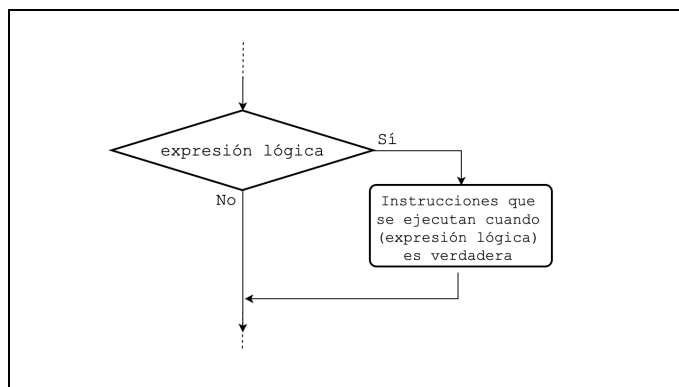 expresión lógica
Sí
No
Instrucciones que
se ejecutan cuando
(expresión lógica)
es verdadera